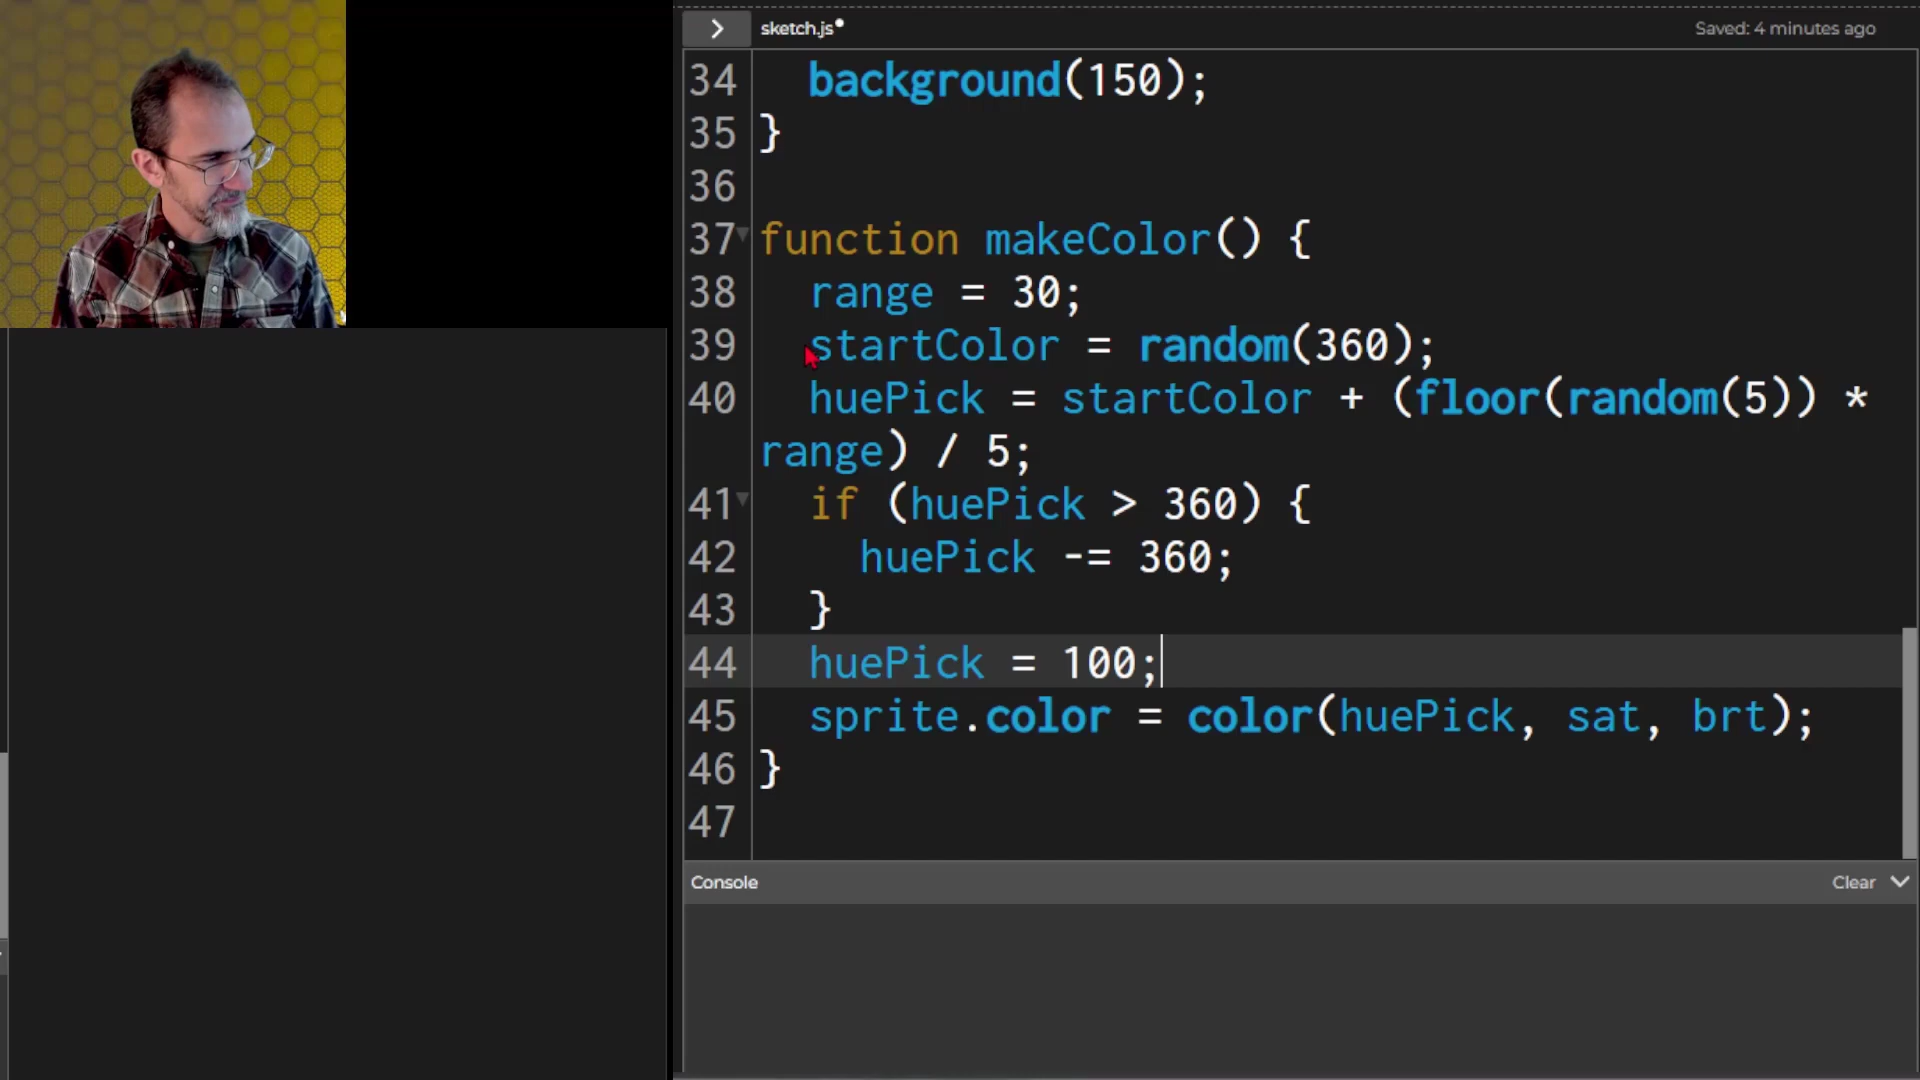 sketch.js
Saved: 4 minutes ago
34 background(150);
35 }
36
37 function makeColor() {
38 range = 30;
39 startColor = random(360);
40 huePick = startColor + (floor(random(5)) *
range) / 5;
41 if (huePick > 360) {
42 huePick -= 360;
43 }
44 huePick = 100;
45 sprite.color = color(huePick, sat, brt);
46 }
47
Console
Clear